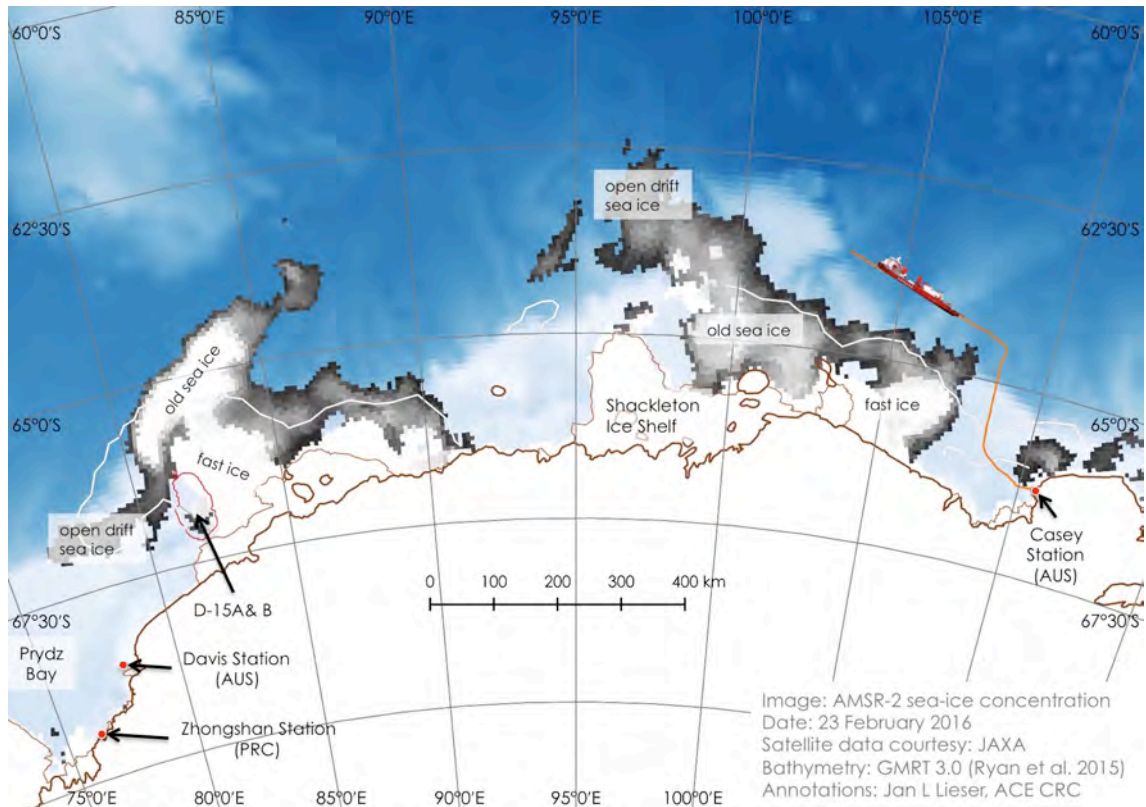 85°0'E
90°0'E
95°0'E
100°0'E
105°0'E
60°0'S
60°0'S
open drift
sea ice
62°30'S
62°30'S
old sea ice
old sea ice
Shackleton
Ice Shelf
fast ice
65°0'S
65°0'S
fast ice
open drift
sea ice
Casey
Station
(AUS)
0 100 200 300 400 km
D-15A& B
67°30'S
67°30'S
Prydz
Bay
Davis Station
(AUS)
Zhongshan Station
(PRC)
Image: AMSR-2 sea-ice concentration
Date: 23 February 2016
Satellite data courtesy: JAXA
Bathymetry: GMRT 3.0 (Ryan et al. 2015)
Annotations: Jan L Lieser, ACE CRC
75°0'E
80°0'E
85°0'E
90°0'E
95°0'E
100°0'E